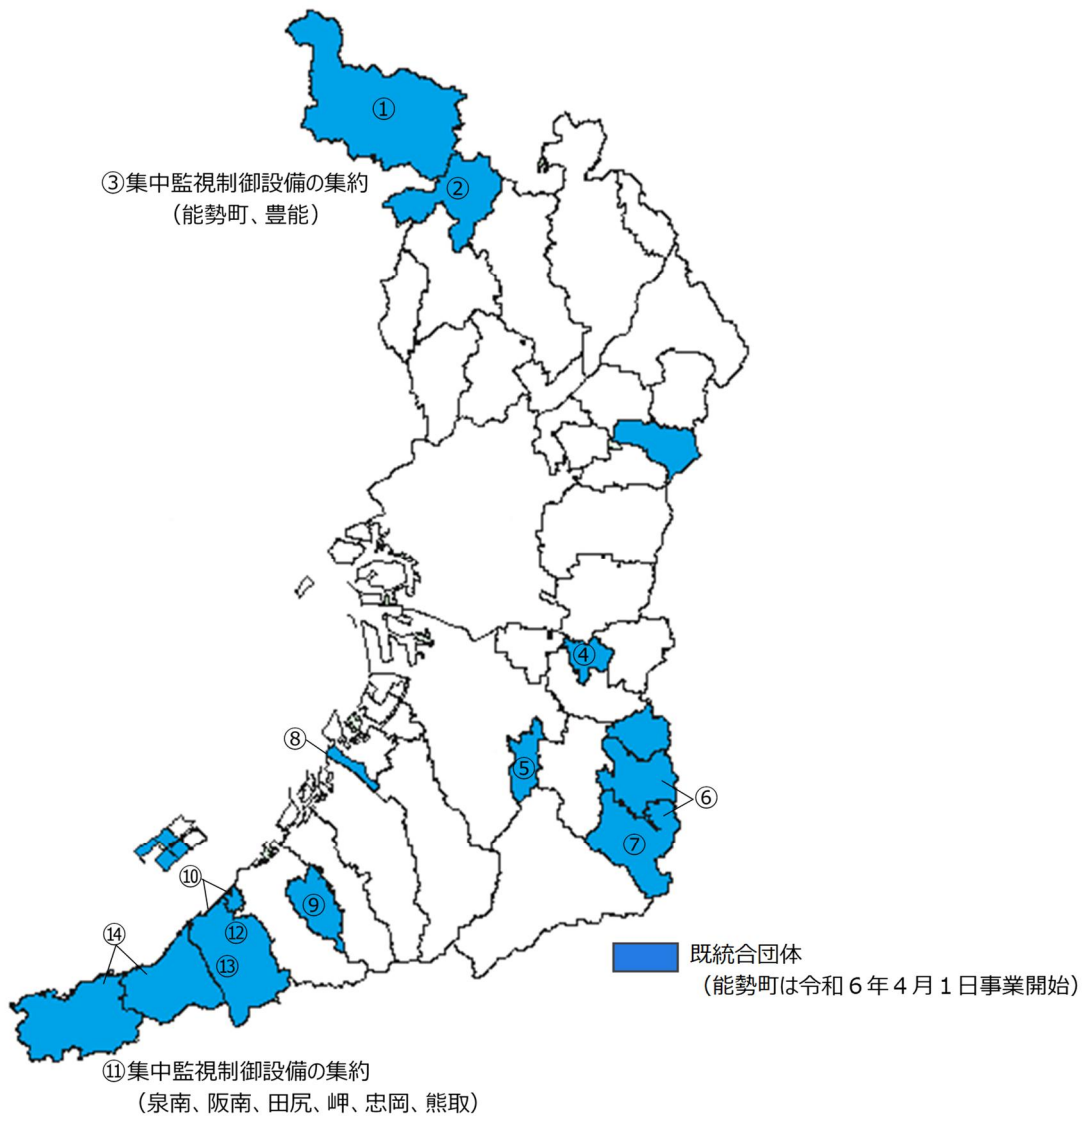 ①
③集中監視制御設備の集約
（能勢町、豊能）
②
④
⑤
⑧
⑥
⑦
⑩
⑨
⑫
⑭
⑬
既統合団体
（能勢町は令和６年４月１日事業開始）
⑪集中監視制御設備の集約
（泉南、阪南、田尻、岬、忠岡、熊取）